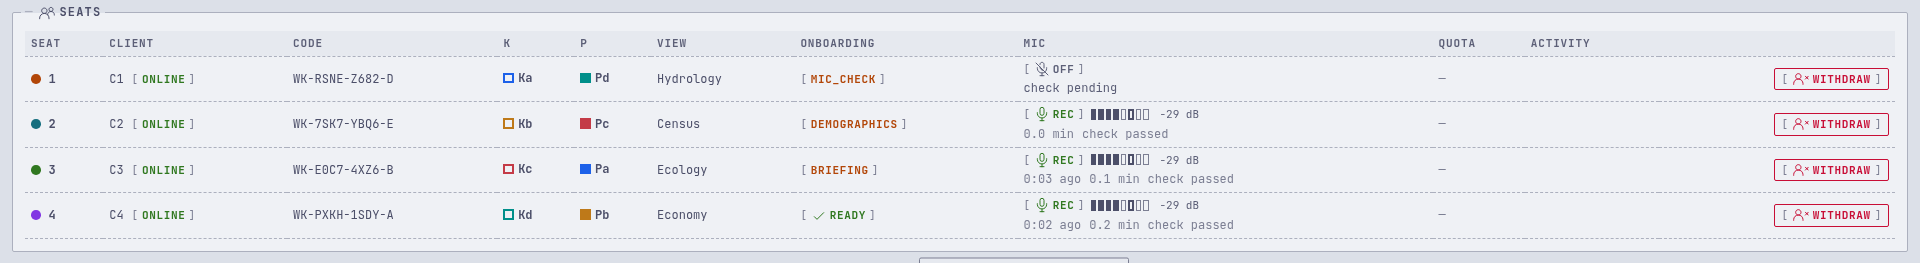 SEATS
SEAT CLIENT CODE K P VIEW ONBOARDING MIC QUOTA ACTIVITY
1 C1 [ONLINE] WK-RSNE-Z682-D Ka Pd Hydrology [MIC_CHECK] [OFF] — [WITHDRAW]
check pending
2 C2 [ONLINE] WK-7SK7-YBQ6-E Kb Pc Census [DEMOGRAPHICS] [REC] -29 dB — [WITHDRAW]
0.0 min check passed
3 C3 [ONLINE] WK-E0C7-4XZ6-B Kc Pa Ecology [BRIEFING] [REC] -29 dB — [WITHDRAW]
0:03 ago 0.1 min check passed
4 C4 [ONLINE] WK-PXKH-1SDY-A Kd Pb Economy [READY] [REC] -29 dB — [WITHDRAW]
0:02 ago 0.2 min check passed